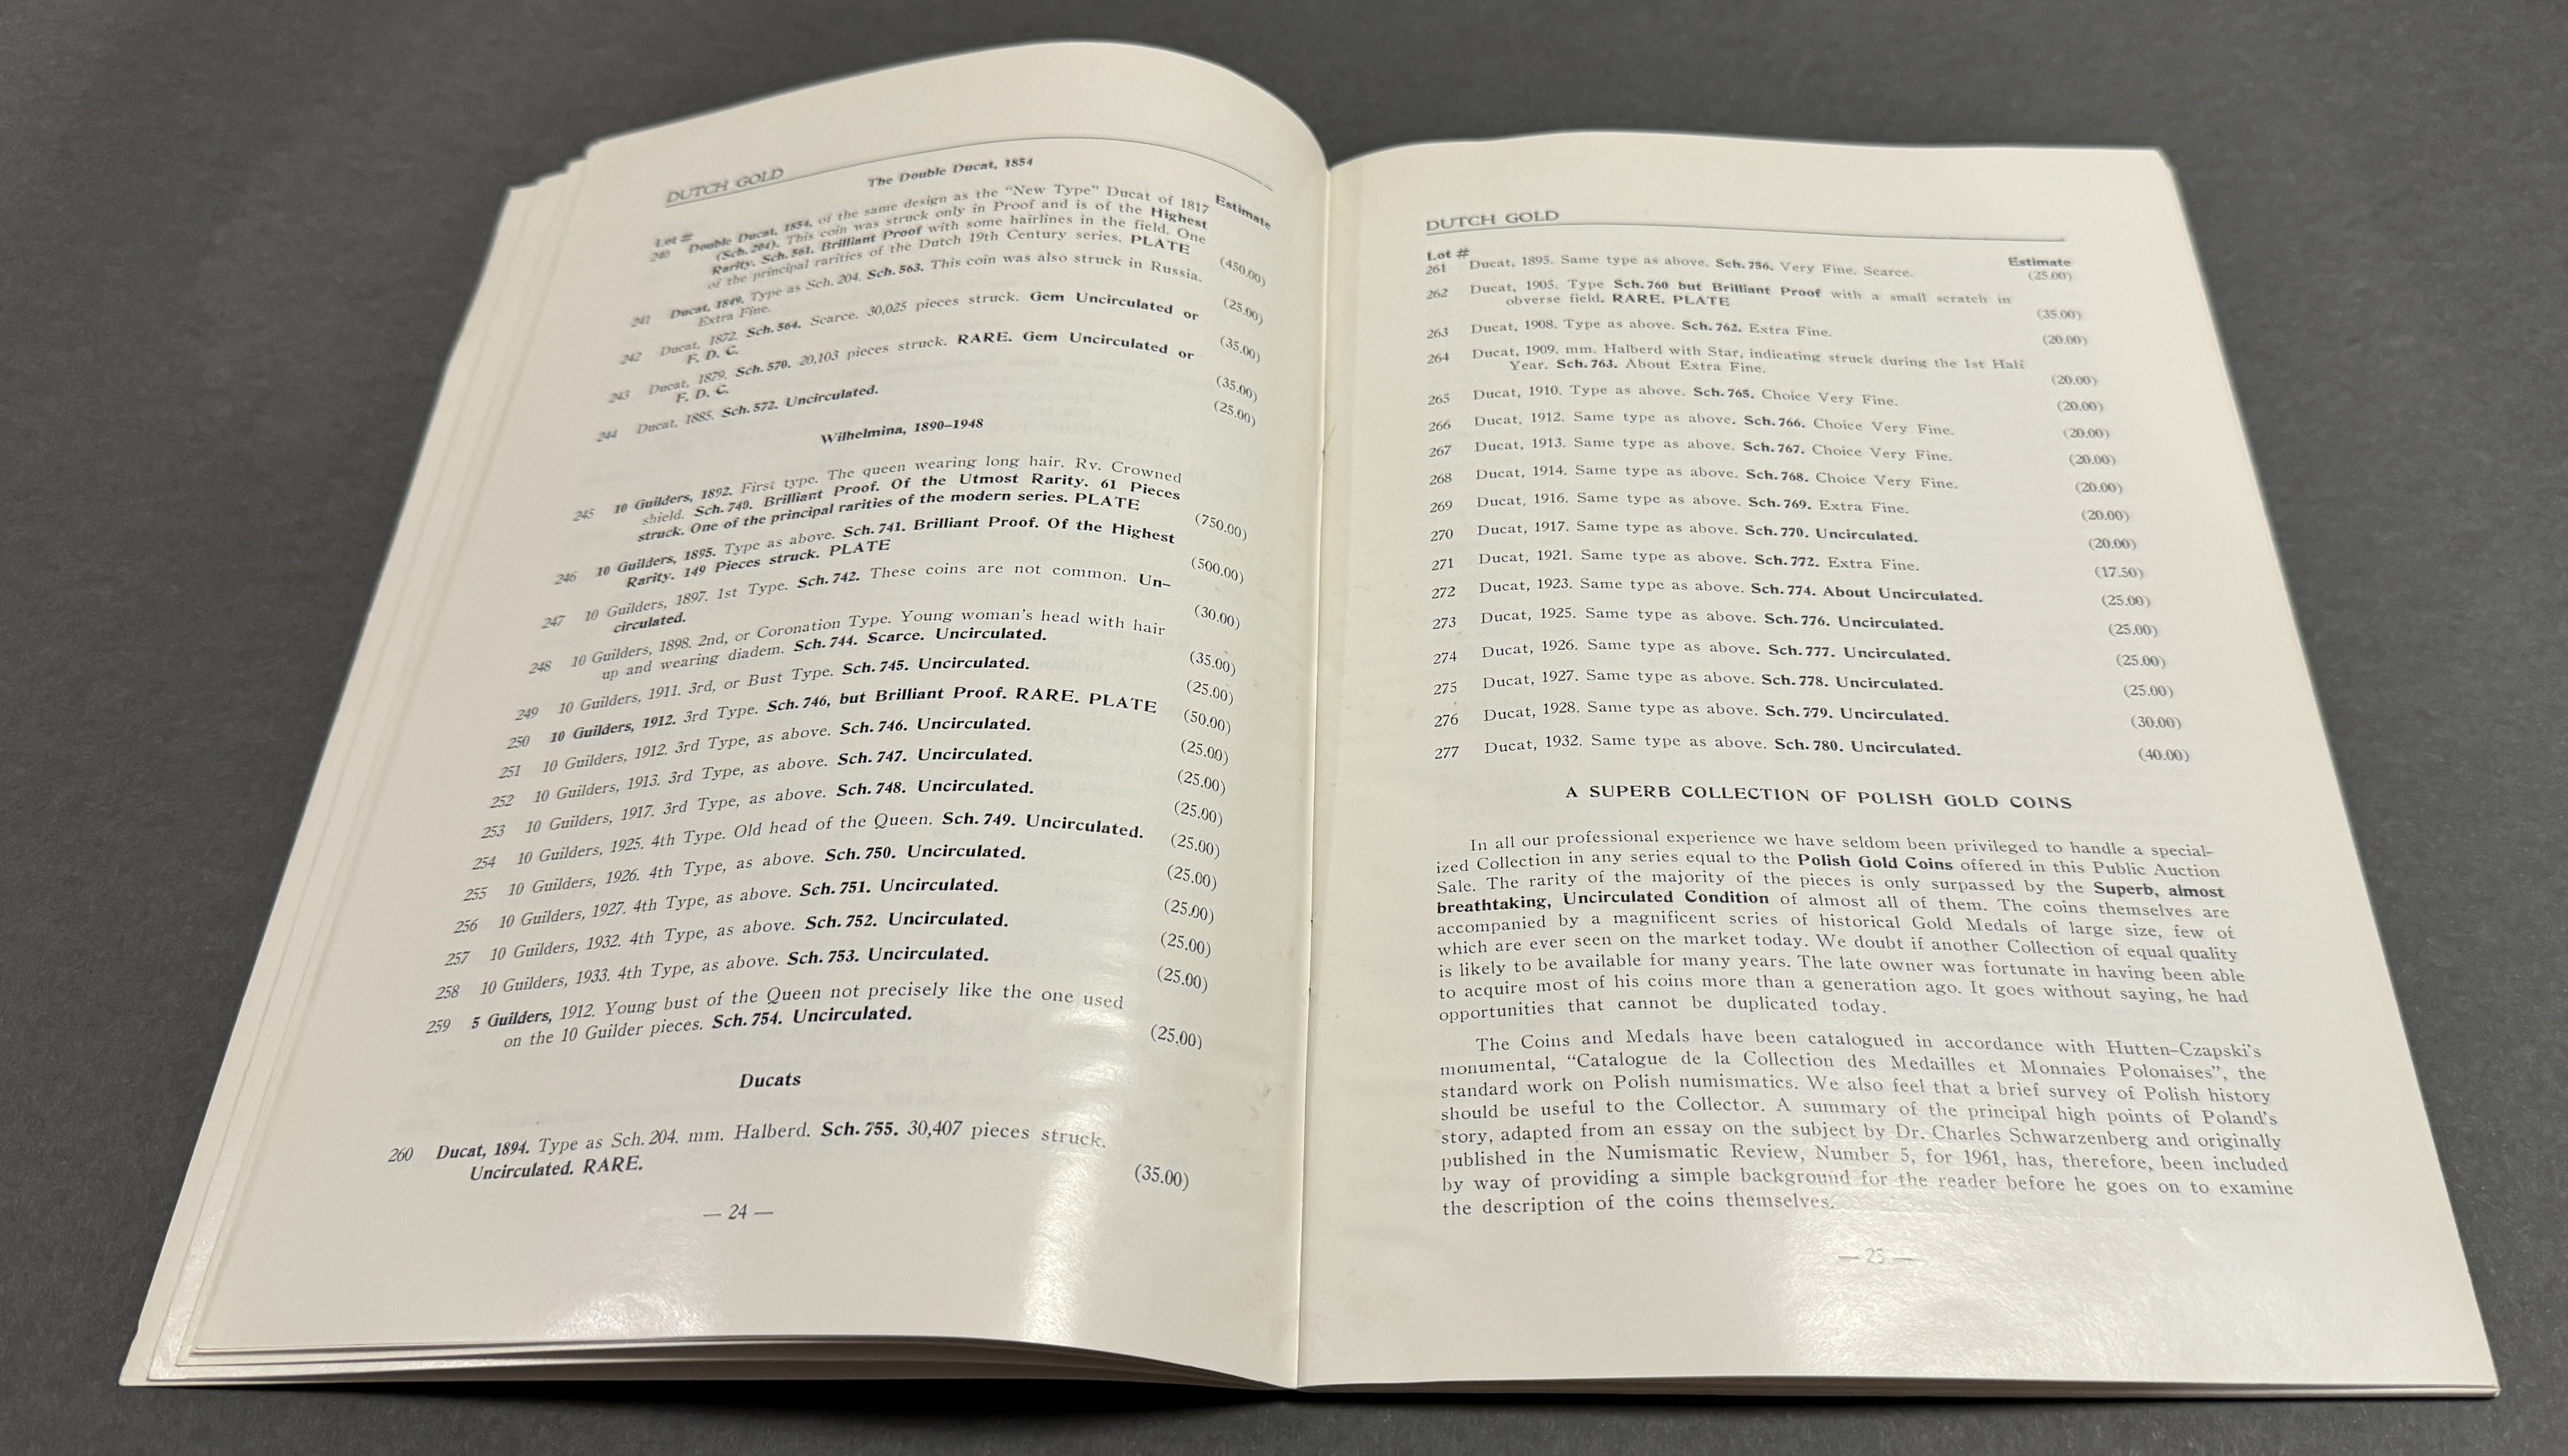 DUTCH GOLD
The Double Ducat, 1854
Lot #
Estimate
240 Double Ducat, 1854, of the same design as the "New Type" Ducat of 1817
(Sch. 204). This coin was struck only in Proof and is of the Highest
Rarity. Sch. 561. Brilliant Proof with some hairlines in the field. One
of the principal rarities of the Dutch 19th Century series. PLATE (450.00)
241 Ducat, 1849. Type as Sch. 204. Sch. 563. This coin was also struck in Russia.
Extra Fine. (25.00)
242 Ducat, 1872. Sch. 564. Scarce. 30,025 pieces struck. Gem Uncirculated or
F. D. C. (35.00)
243 Ducat, 1879. Sch. 570. 20,103 pieces struck. RARE. Gem Uncirculated or
F. D. C. (35.00)
244 Ducat, 1885. Sch. 572. Uncirculated. (25.00)
Wilhelmina, 1890–1948
245 10 Guilders, 1892. First type. The queen wearing long hair. Rv. Crowned
shield. Sch. 740. Brilliant Proof. Of the Utmost Rarity. 61 Pieces
struck. One of the principal rarities of the modern series. PLATE (750.00)
246 10 Guilders, 1895. Type as above. Sch. 741. Brilliant Proof. Of the Highest
Rarity. 149 Pieces struck. PLATE (500.00)
247 10 Guilders, 1897. 1st Type. Sch. 742. These coins are not common. Un–
circulated. (30.00)
248 10 Guilders, 1898. 2nd, or Coronation Type. Young woman's head with hair
up and wearing diadem. Sch. 744. Scarce. Uncirculated. (35.00)
249 10 Guilders, 1911. 3rd, or Bust Type. Sch. 745. Uncirculated. (25.00)
250 10 Guilders, 1912. 3rd Type. Sch. 746, but Brilliant Proof. RARE. PLATE (50.00)
251 10 Guilders, 1912. 3rd Type, as above. Sch. 746. Uncirculated. (25.00)
252 10 Guilders, 1913. 3rd Type, as above. Sch. 747. Uncirculated. (25.00)
253 10 Guilders, 1917. 3rd Type, as above. Sch. 748. Uncirculated. (25.00)
254 10 Guilders, 1925. 4th Type. Old head of the Queen. Sch. 749. Uncirculated. (25.00)
255 10 Guilders, 1926. 4th Type, as above. Sch. 750. Uncirculated. (25.00)
256 10 Guilders, 1927. 4th Type, as above. Sch. 751. Uncirculated. (25.00)
257 10 Guilders, 1932. 4th Type, as above. Sch. 752. Uncirculated. (25.00)
258 10 Guilders, 1933. 4th Type, as above. Sch. 753. Uncirculated. (25.00)
259 5 Guilders, 1912. Young bust of the Queen not precisely like the one used
on the 10 Guilder pieces. Sch. 754. Uncirculated. (25.00)
Ducats
260 Ducat, 1894. Type as Sch. 204. mm. Halberd. Sch. 755. 30,407 pieces struck.
Uncirculated. RARE. (35.00)
— 24 —
DUTCH GOLD
Lot #
Estimate
261 Ducat, 1895. Same type as above. Sch. 756. Very Fine. Scarce. (25.00)
262 Ducat, 1905. Type Sch. 760 but Brilliant Proof with a small scratch in
obverse field. RARE. PLATE (35.00)
263 Ducat, 1908. Type as above. Sch. 762. Extra Fine. (20.00)
264 Ducat, 1909. mm. Halberd with Star, indicating struck during the 1st Half
Year. Sch. 763. About Extra Fine. (20.00)
265 Ducat, 1910. Type as above. Sch. 765. Choice Very Fine. (20.00)
266 Ducat, 1912. Same type as above. Sch. 766. Choice Very Fine. (20.00)
267 Ducat, 1913. Same type as above. Sch. 767. Choice Very Fine. (20.00)
268 Ducat, 1914. Same type as above. Sch. 768. Choice Very Fine. (20.00)
269 Ducat, 1916. Same type as above. Sch. 769. Extra Fine. (20.00)
270 Ducat, 1917. Same type as above. Sch. 770. Uncirculated. (20.00)
271 Ducat, 1921. Same type as above. Sch. 772. Extra Fine. (17.50)
272 Ducat, 1923. Same type as above. Sch. 774. About Uncirculated. (25.00)
273 Ducat, 1925. Same type as above. Sch. 776. Uncirculated. (25.00)
274 Ducat, 1926. Same type as above. Sch. 777. Uncirculated. (25.00)
275 Ducat, 1927. Same type as above. Sch. 778. Uncirculated. (25.00)
276 Ducat, 1928. Same type as above. Sch. 779. Uncirculated. (30.00)
277 Ducat, 1932. Same type as above. Sch. 780. Uncirculated. (40.00)
A SUPERB COLLECTION OF POLISH GOLD COINS
In all our professional experience we have seldom been privileged to handle a special–
ized Collection in any series equal to the Polish Gold Coins offered in this Public Auction
Sale. The rarity of the majority of the pieces is only surpassed by the Superb, almost
breathtaking, Uncirculated Condition of almost all of them. The coins themselves are
accompanied by a magnificent series of historical Gold Medals of large size, few of
which are ever seen on the market today. We doubt if another Collection of equal quality
is likely to be available for many years. The late owner was fortunate in having been able
to acquire most of his coins more than a generation ago. It goes without saying, he had
opportunities that cannot be duplicated today.
The Coins and Medals have been catalogued in accordance with Hutten–Czapski's
monumental, "Catalogue de la Collection des Medailles et Monnaies Polonaises", the
standard work on Polish numismatics. We also feel that a brief survey of Polish history
should be useful to the Collector. A summary of the principal high points of Poland's
story, adapted from an essay on the subject by Dr. Charles Schwarzenberg and originally
published in the Numismatic Review, Number 5, for 1961, has, therefore, been included
by way of providing a simple background for the reader before he goes on to examine
the description of the coins themselves.
— 25 —